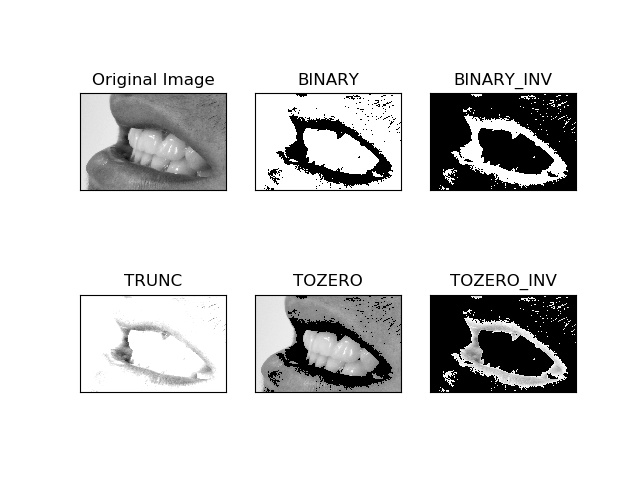 Original Image
BINARY
BINARY_INV
TRUNC
TOZERO
TOZERO_INV